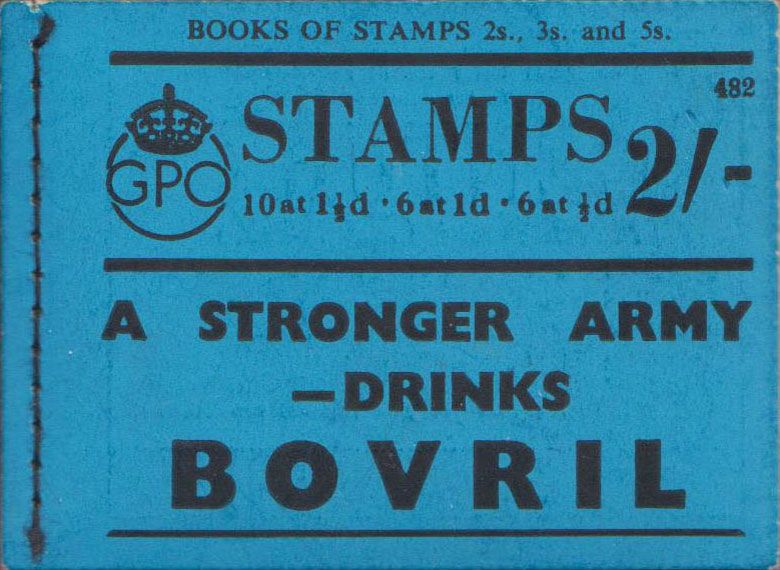 BOOKS OF STAMPS 2s., 3s. and 5s.
482
GPO
STAMPS 2/-
10 at 1½d · 6 at 1d · 6 at ½d
A STRONGER ARMY
—DRINKS
BOVRIL